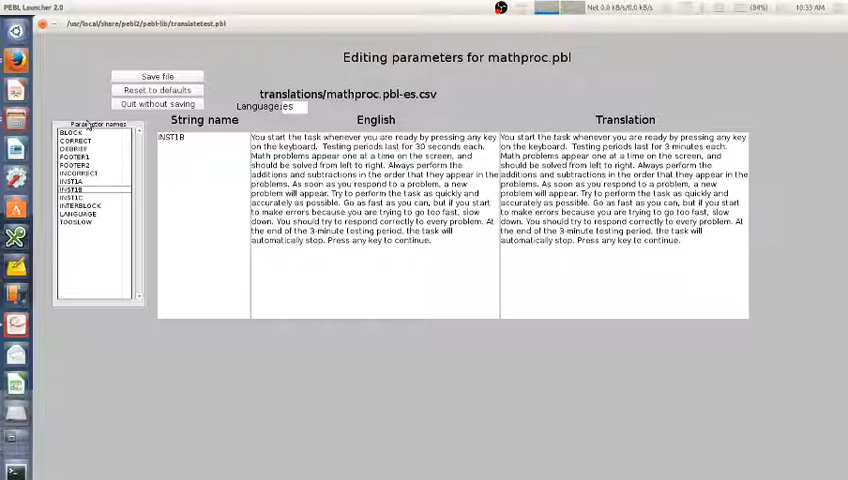 PEBL Launcher 2.0
Net 0.0 kB/s/0.0 kB/s
(84%)
10:33 AM
/usr/local/share/pebl2/pebl-lib/translatetest.pbl
Editing parameters for mathproc.pbl
Save file
Reset to defaults
Quit without saving
translations/mathproc.pbl-es.csv
Language:es
Parameter names
BLOCK
CORRECT
DEBRIEF
FOOTER1
FOOTER2
INCORRECT
INST1A
INST1B
INST1C
INTERBLOCK
LANGUAGE
TOOSLOW
String name
INST1B
English
You start the task whenever you are ready by pressing any key
on the keyboard.  Testing periods last for 30 seconds each.
Math problems appear one at a time on the screen, and
should be solved from left to right. Always perform the
additions and subtractions in the order that they appear in the
problems. As soon as you respond to a problem, a new
problem will appear. Try to perform the task as quickly and
accurately as possible. Go as fast as you can, but if you start
to make errors because you are trying to go too fast, slow
down. You should try to respond correctly to every problem. At
the end of the 3-minute testing period, the task will
automatically stop. Press any key to continue.
Translation
You start the task whenever you are ready by pressing any key
on the keyboard.  Testing periods last for 3 minutes each.
Math problems appear one at a time on the screen, and
should be solved from left to right. Always perform the
additions and subtractions in the order that they appear in the
problems. As soon as you respond to a problem, a new
problem will appear. Try to perform the task as quickly and
accurately as possible. Go as fast as you can, but if you start
to make errors because you are trying to go too fast, slow
down. You should try to respond correctly to every problem. At
the end of the 3-minute testing period, the task will
automatically stop. Press any key to continue.